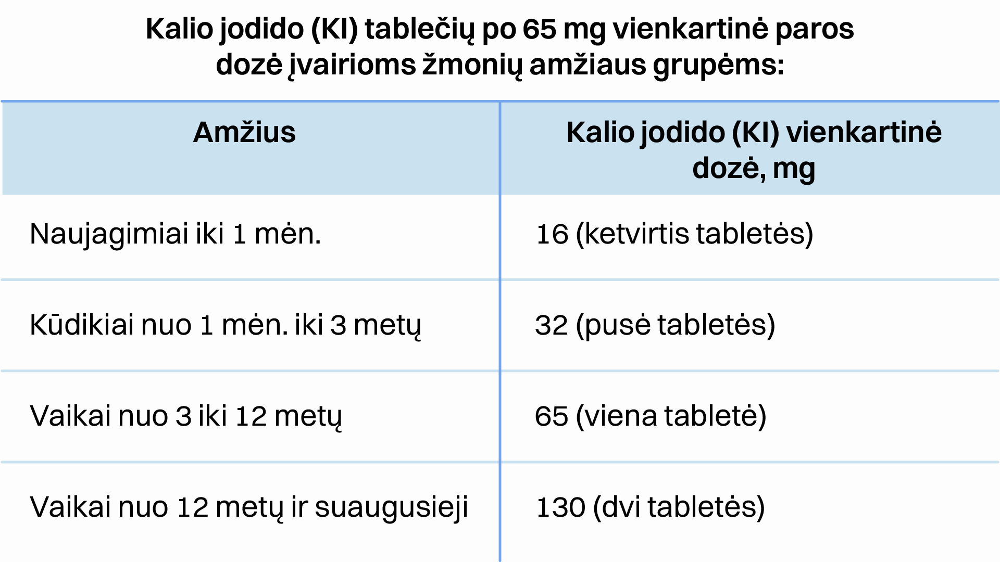 Kalio jodido (KI) tablečių po 65 mg vienkartinė paros
dozė įvairioms žmonių amžiaus grupėms:
Amžius
Kalio jodido (KI) vienkartinė
dozė, mg
Naujagimiai iki 1 mėn.
16 (ketvirtis tabletės)
Kūdikiai nuo 1 mėn. iki 3 metų
32 (pusė tabletės)
Vaikai nuo 3 iki 12 metų
65 (viena tabletė)
Vaikai nuo 12 metų ir suaugusieji
130 (dvi tabletės)